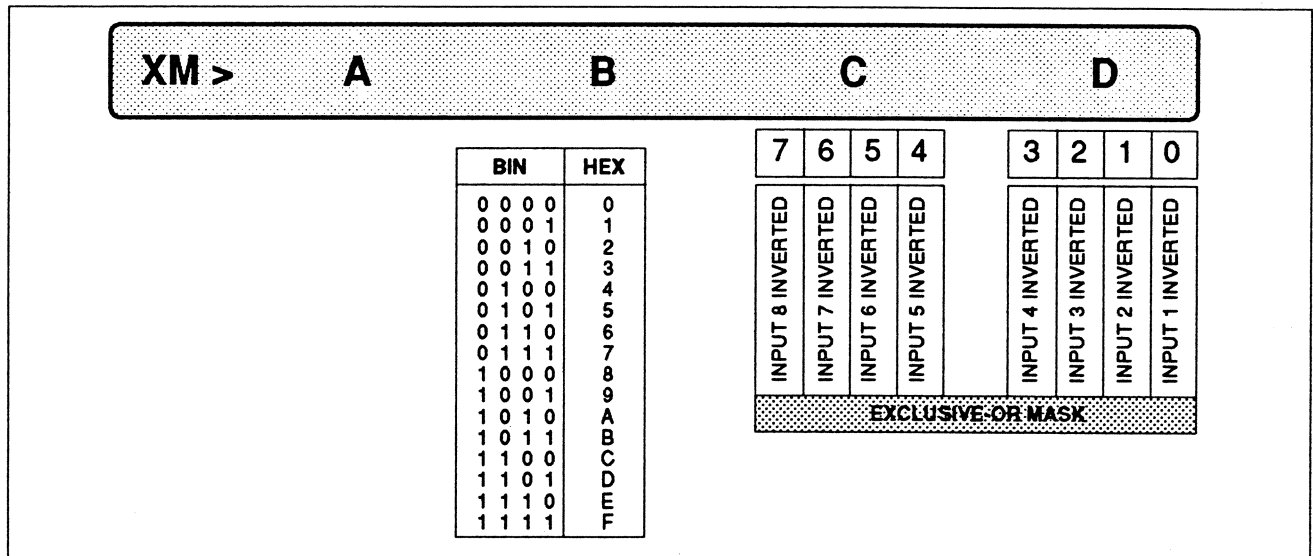 XM > A B C D
7 6 5 4 3 2 1 0
BIN HEX
0 0 0 0 0
0 0 0 1 1
0 0 1 0 2
0 0 1 1 3
0 1 0 0 4
0 1 0 1 5
0 1 1 0 6
0 1 1 1 7
1 0 0 0 8
1 0 0 1 9
1 0 1 0 A
1 0 1 1 B
1 1 0 0 C
1 1 0 1 D
1 1 1 0 E
1 1 1 1 F
INPUT 8 INVERTED
INPUT 7 INVERTED
INPUT 6 INVERTED
INPUT 5 INVERTED
INPUT 4 INVERTED
INPUT 3 INVERTED
INPUT 2 INVERTED
INPUT 1 INVERTED
EXCLUSIVE-OR MASK